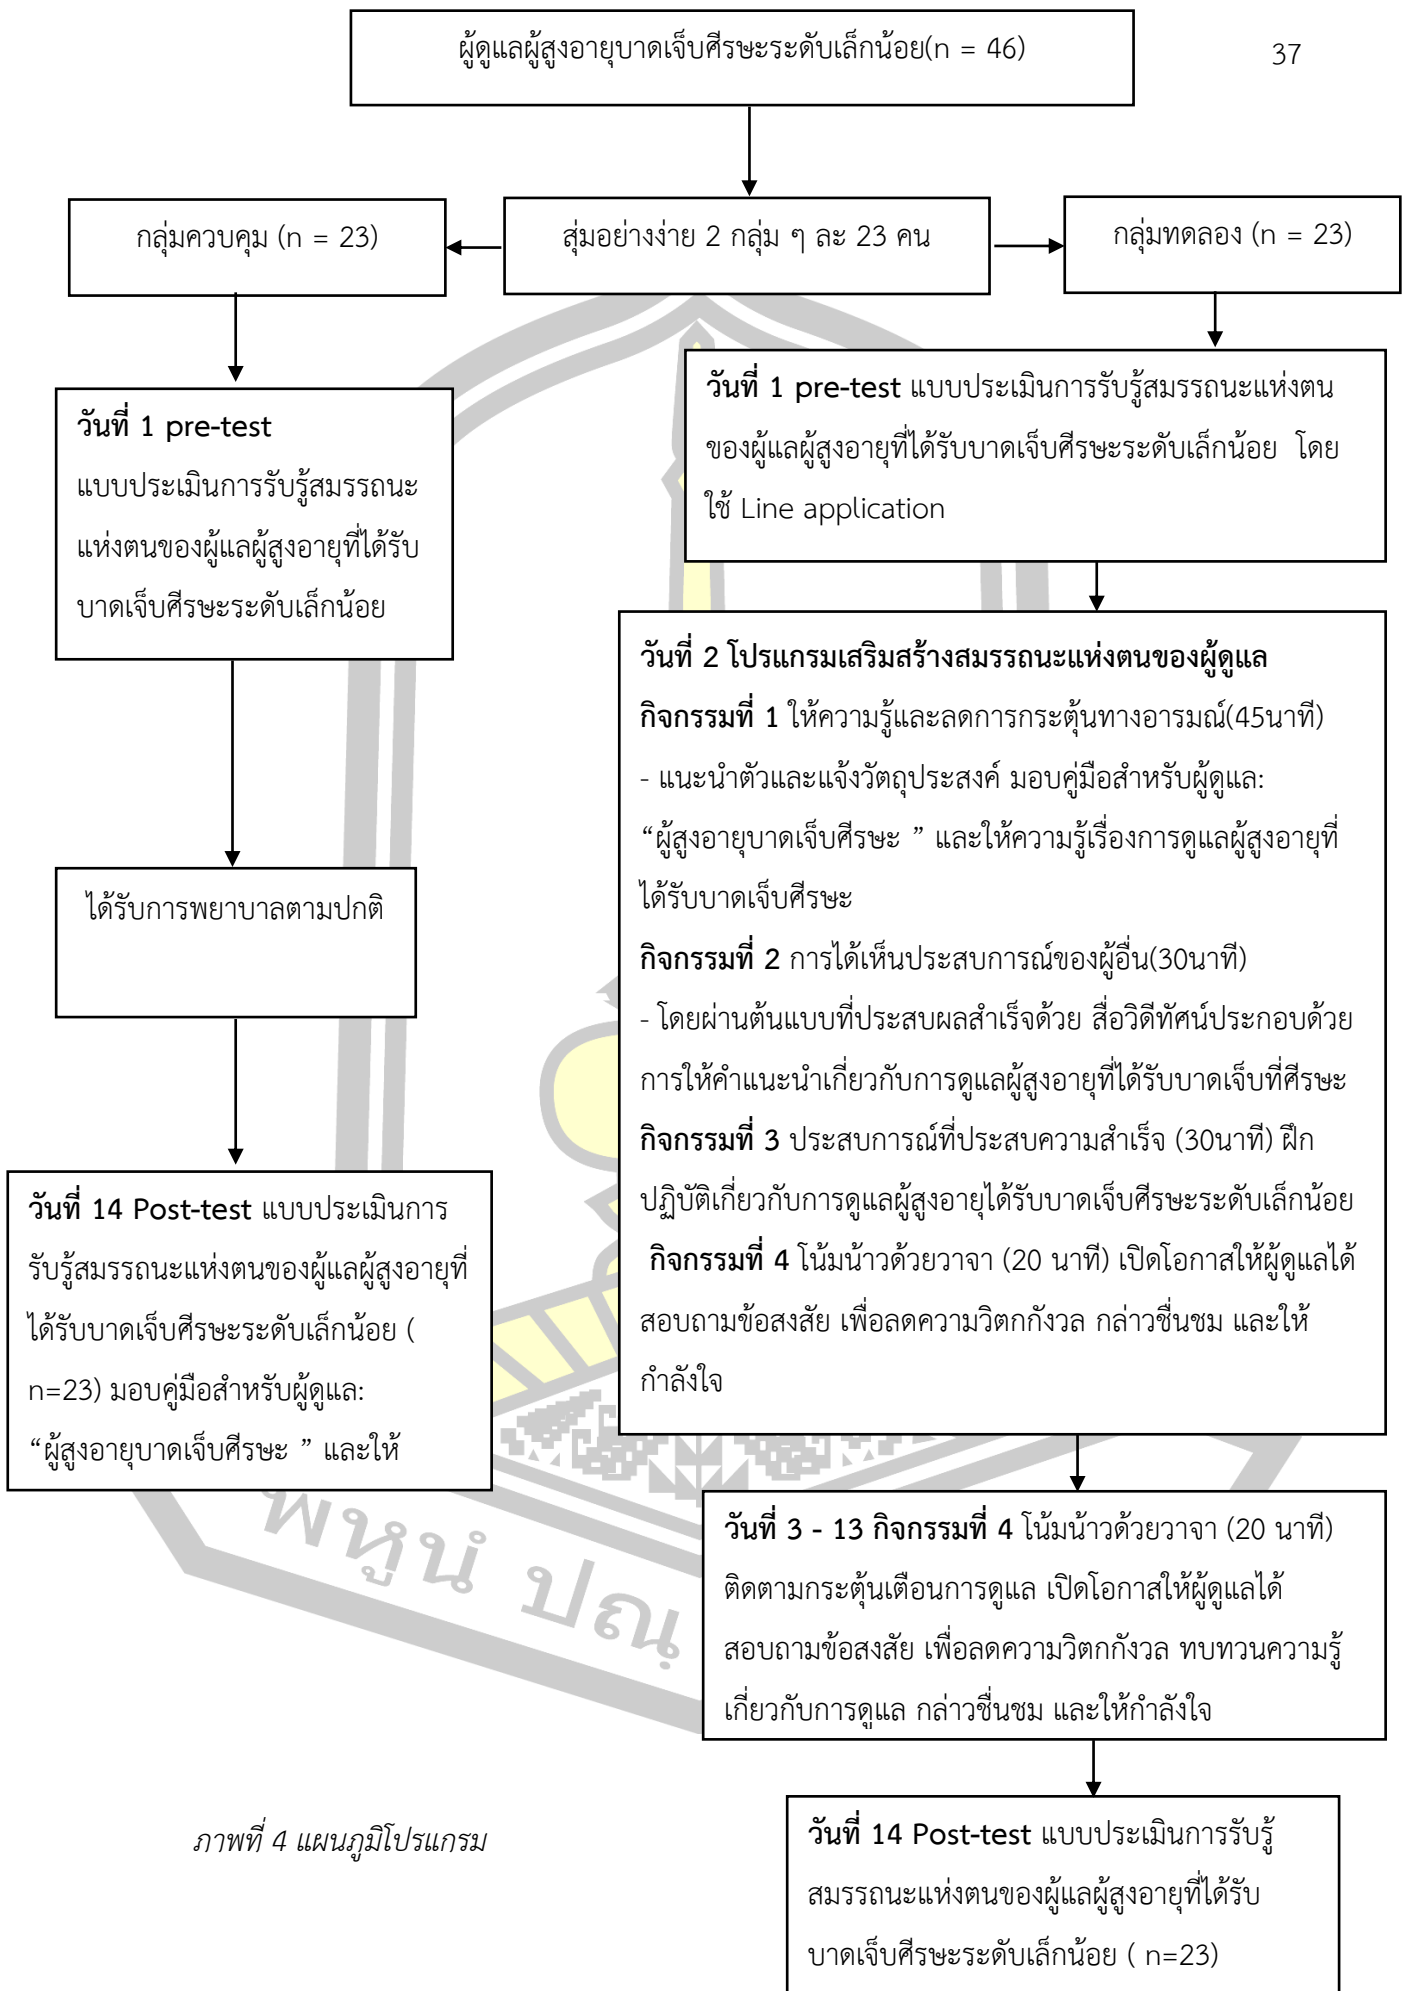 ผู้ดูแลผู้สูงอายุบาดเจ็บศีรษะระดับเล็กน้อย(n = 46)
37
กลุ่มควบคุม (n = 23)
สุ่มอย่างง่าย 2 กลุ่ม ๆ ละ 23 คน
กลุ่มทดลอง (n = 23)
วันที่ 1 pre-test
แบบประเมินการรับรู้สมรรถนะ
แห่งตนของผู้แลผู้สูงอายุที่ได้รับ
บาดเจ็บศีรษะระดับเล็กน้อย
วันที่ 1 pre-test แบบประเมินการรับรู้สมรรถนะแห่งตน
ของผู้แลผู้สูงอายุที่ได้รับบาดเจ็บศีรษะระดับเล็กน้อย โดย
ใช้ Line application
ได้รับการพยาบาลตามปกติ
วันที่ 2 โปรแกรมเสริมสร้างสมรรถนะแห่งตนของผู้ดูแล
กิจกรรมที่ 1 ให้ความรู้และลดการกระตุ้นทางอารมณ์(45นาที)
- แนะนำตัวและแจ้งวัตถุประสงค์ มอบคู่มือสำหรับผู้ดูแล:
“ผู้สูงอายุบาดเจ็บศีรษะ ” และให้ความรู้เรื่องการดูแลผู้สูงอายุที่
ได้รับบาดเจ็บศีรษะ
กิจกรรมที่ 2 การได้เห็นประสบการณ์ของผู้อื่น(30นาที)
- โดยผ่านต้นแบบที่ประสบผลสำเร็จด้วย สื่อวิดีทัศน์ประกอบด้วย
การให้คำแนะนำเกี่ยวกับการดูแลผู้สูงอายุที่ได้รับบาดเจ็บที่ศีรษะ
กิจกรรมที่ 3 ประสบการณ์ที่ประสบความสำเร็จ (30นาที) ฝึก
ปฏิบัติเกี่ยวกับการดูแลผู้สูงอายุได้รับบาดเจ็บศีรษะระดับเล็กน้อย
กิจกรรมที่ 4 โน้มน้าวด้วยวาจา (20 นาที) เปิดโอกาสให้ผู้ดูแลได้
สอบถามข้อสงสัย เพื่อลดความวิตกกังวล กล่าวชื่นชม และให้
กำลังใจ
วันที่ 14 Post-test แบบประเมินการ
รับรู้สมรรถนะแห่งตนของผู้แลผู้สูงอายุที่
ได้รับบาดเจ็บศีรษะระดับเล็กน้อย (
n=23) มอบคู่มือสำหรับผู้ดูแล:
“ผู้สูงอายุบาดเจ็บศีรษะ ” และให้
วันที่ 3 - 13 กิจกรรมที่ 4 โน้มน้าวด้วยวาจา (20 นาที)
ติดตามกระตุ้นเตือนการดูแล เปิดโอกาสให้ผู้ดูแลได้
สอบถามข้อสงสัย เพื่อลดความวิตกกังวล ทบทวนความรู้
เกี่ยวกับการดูแล กล่าวชื่นชม และให้กำลังใจ
พหูนํ ปณฺ
วันที่ 14 Post-test แบบประเมินการรับรู้
สมรรถนะแห่งตนของผู้แลผู้สูงอายุที่ได้รับ
บาดเจ็บศีรษะระดับเล็กน้อย ( n=23)
ภาพที่ 4 แผนภูมิโปรแกรม